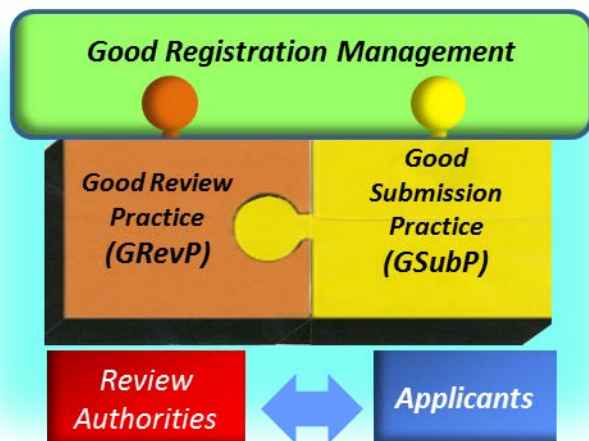 Good Registration Management
Good Review
Practice
(GRevP)
Good
Submission
Practice
(GSubP)
Review
Authorities
Applicants